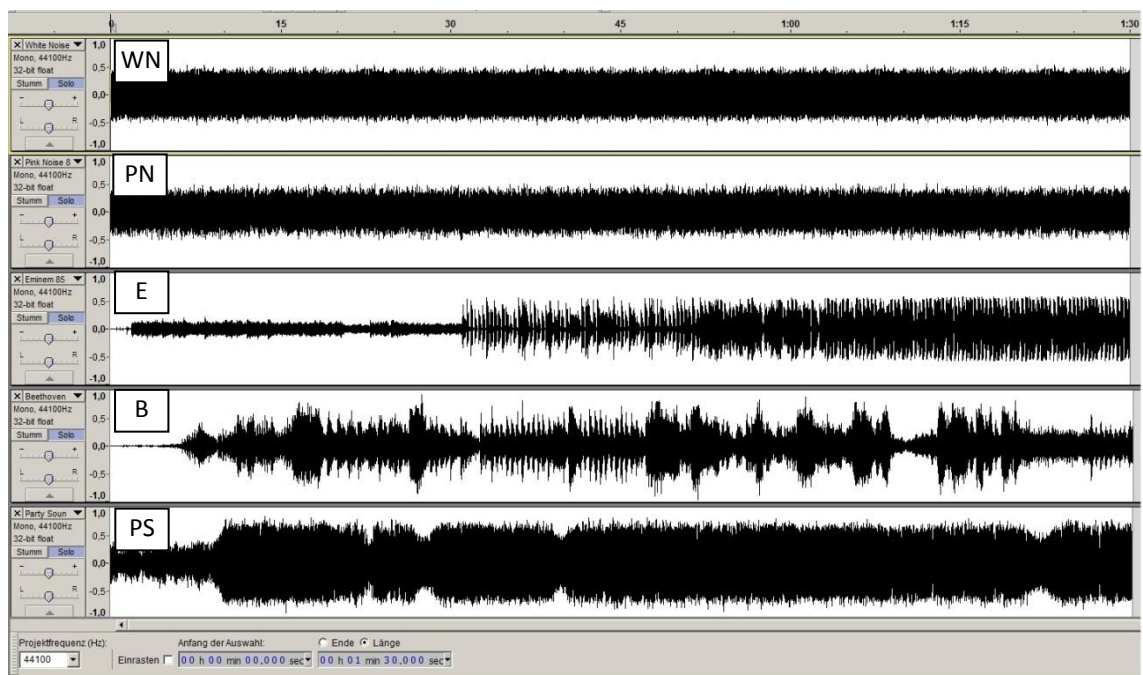 0 15 30 45 1:00 1:15 1:30
X White Noise ▼ 1,0
Mono, 44100Hz
32-bit float 0,5-
Stumm Solo
- + 0,0-
L R -0,5-
-1,0
WN
X Pink Noise 8 ▼ 1,0
Mono, 44100Hz
32-bit float 0,5-
Stumm Solo
- + 0,0-
L R -0,5-
-1,0
PN
X Eminem 85 ▼ 1,0
Mono, 44100Hz
32-bit float 0,5-
Stumm Solo
- + 0,0-
L R -0,5-
-1,0
E
X Beethoven ▼ 1,0
Mono, 44100Hz
32-bit float 0,5-
Stumm Solo
- + 0,0-
L R -0,5-
-1,0
B
X Party Soun ▼ 1,0
Mono, 44100Hz
32-bit float 0,5-
Stumm Solo
- + 0,0-
L R -0,5-
-1,0
PS
Projektfrequenz (Hz): Anfang der Auswahl: Ende Länge
44100 Einrasten 00 h 00 min 00,000 sec 00 h 01 min 30,000 sec